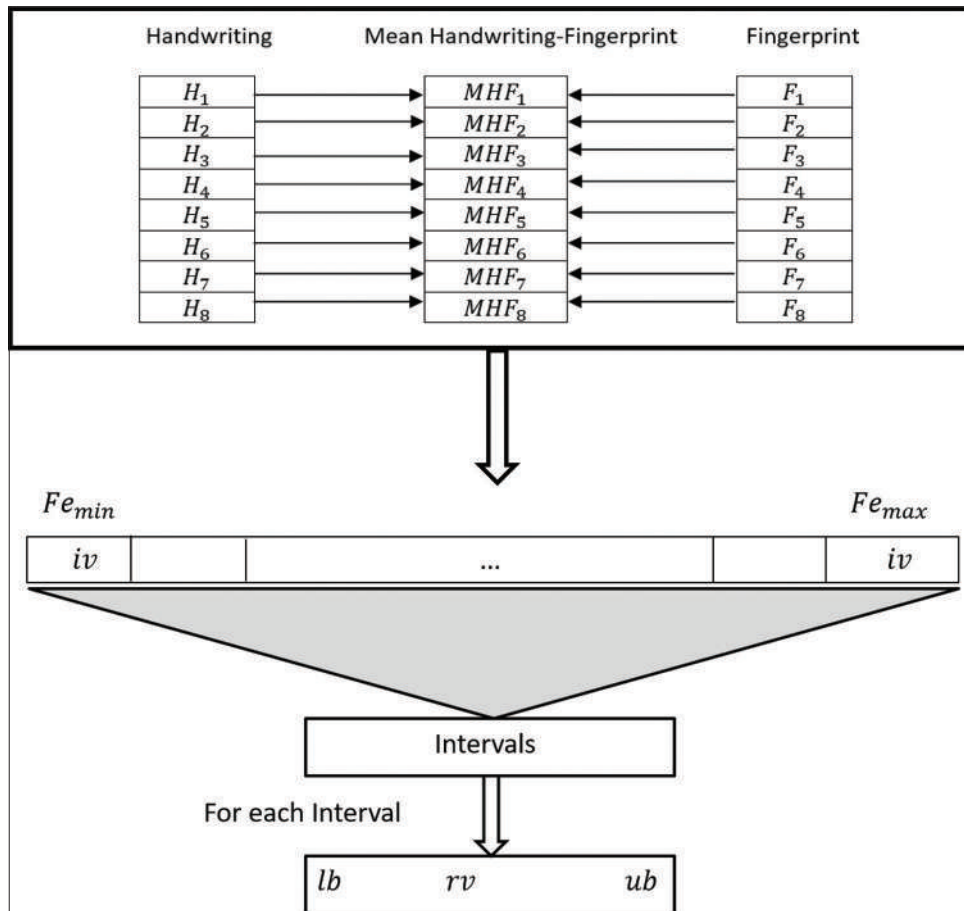 Handwriting Mean Handwriting-Fingerprint Fingerprint
H₁ MHF₁ F₁
H₂ MHF₂ F₂
H₃ MHF₃ F₃
H₄ MHF₄ F₄
H₅ MHF₅ F₅
H₆ MHF₆ F₆
H₇ MHF₇ F₇
H₈ MHF₈ F₈
Fe_min Fe_max
iv ... iv
Intervals
For each Interval
lb rv ub